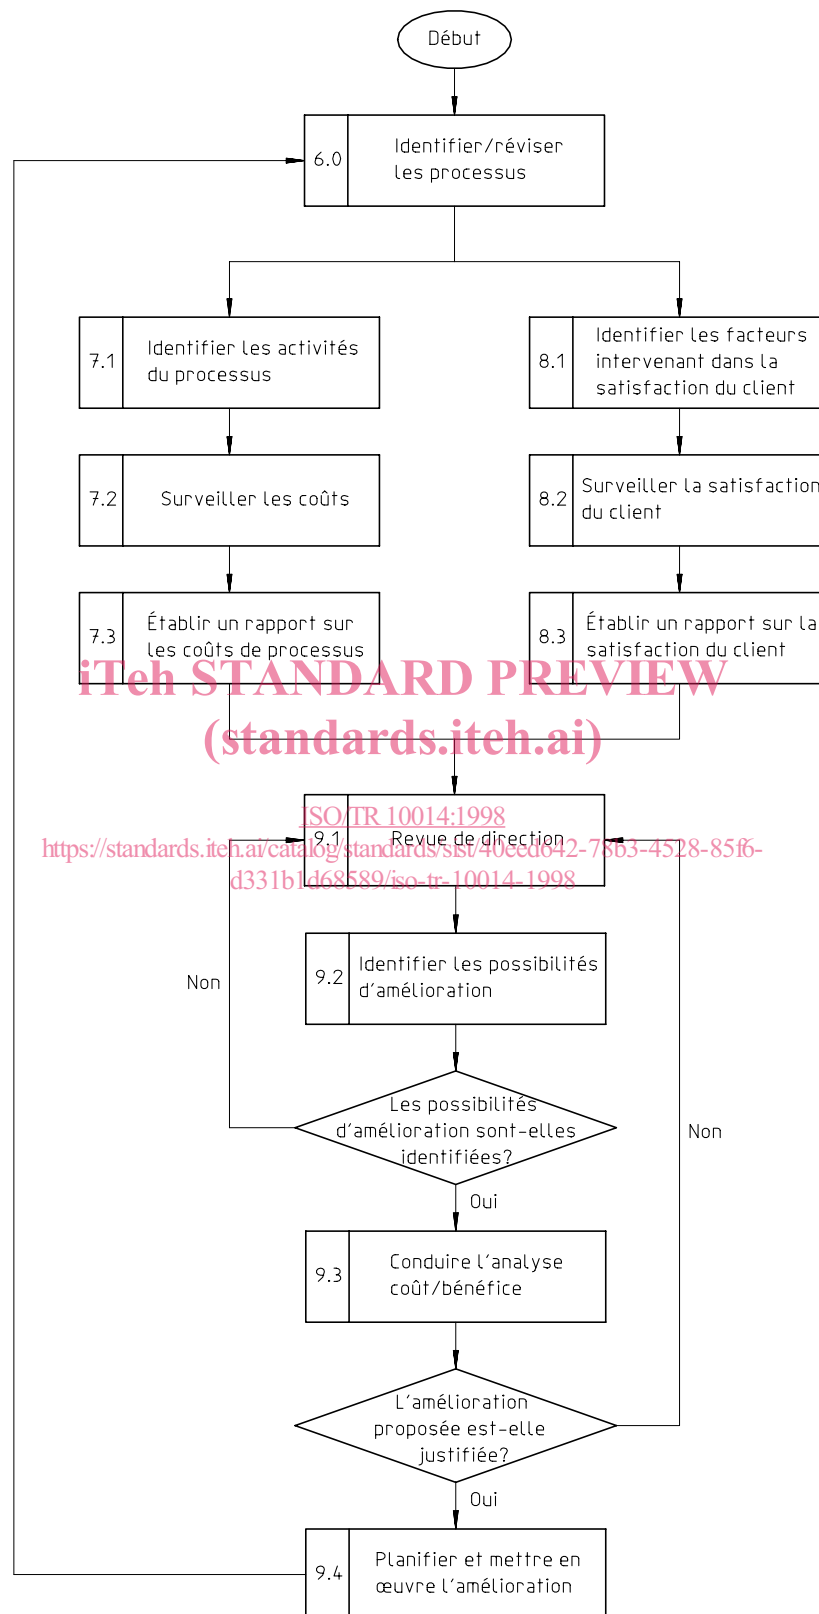 Début
6.0
Identifier/réviser
les processus
7.1
Identifier les activités
du processus
8.1
Identifier les facteurs
intervenant dans la
satisfaction du client
7.2
Surveiller les coûts
8.2
Surveiller la satisfaction
du client
7.3
Établir un rapport sur
les coûts de processus
8.3
Établir un rapport sur la
satisfaction du client
iTeh STANDARD PREVIEW
(standards.iteh.ai)
ISO/TR 10014:1998
9.1
Revue de direction
https://standards.iteh.ai/catalog/standards/sist/40eed642-78b3-4528-85f6-
d331b1d68589/iso-tr-10014-1998
9.2
Identifier les possibilités
d'amélioration
Non
Les possibilités
d'amélioration sont-elles
identifiées?
Non
Oui
9.3
Conduire l'analyse
coût/bénéfice
L'amélioration
proposée est-elle
justifiée?
Oui
9.4
Planifier et mettre en
œuvre l'amélioration